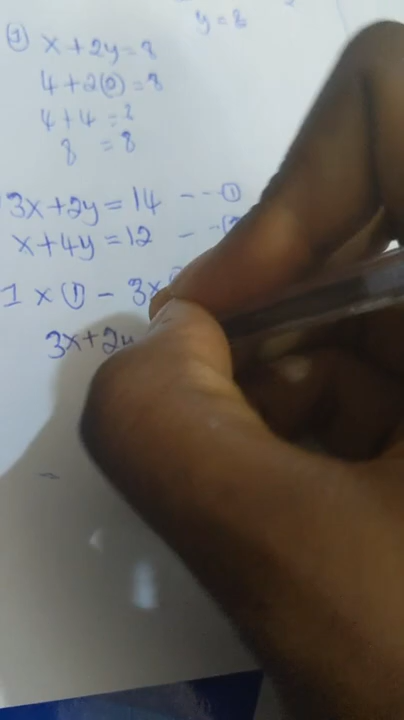 y = 8
① x + 2y = 8
4 + 2(2) = 8
4 + 4 = 8
8 = 8
3x + 2y = 14 --- ①
x + 4y = 12 ---
1 x ① - 3x
3x + 2y